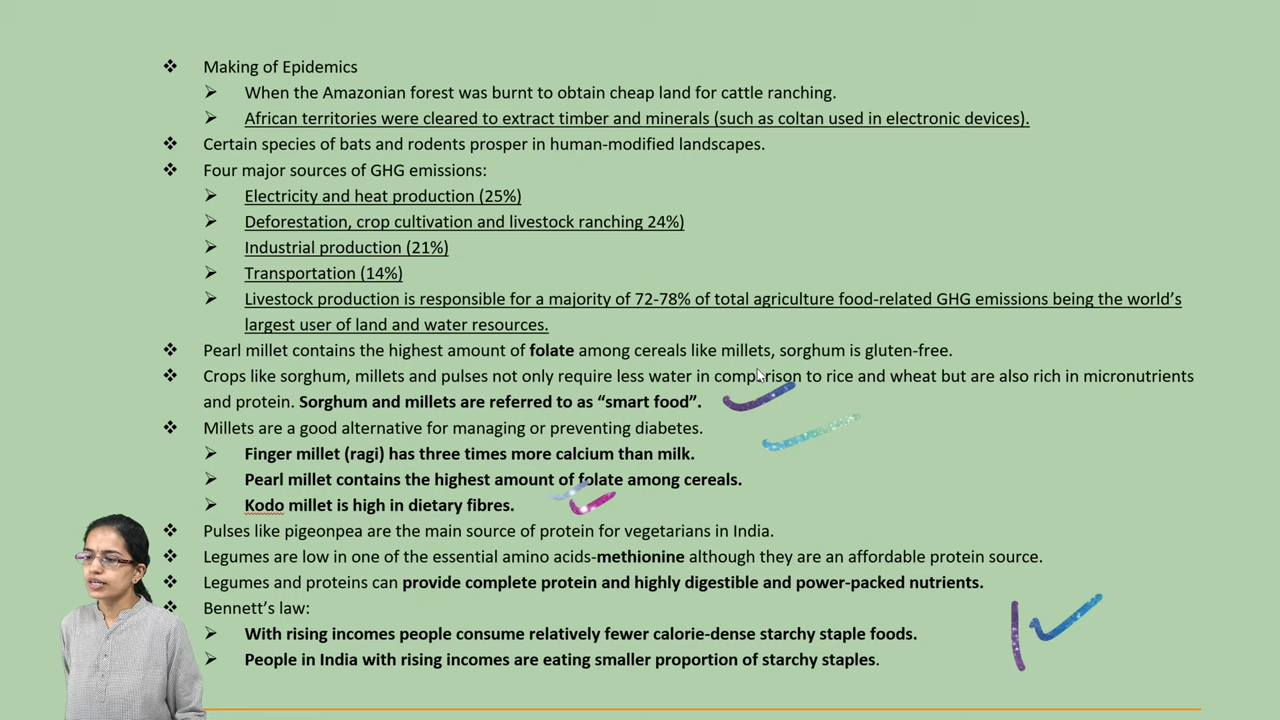 Making of Epidemics
When the Amazonian forest was burnt to obtain cheap land for cattle ranching.
African territories were cleared to extract timber and minerals (such as coltan used in electronic devices).
Certain species of bats and rodents prosper in human-modified landscapes.
Four major sources of GHG emissions:
Electricity and heat production (25%)
Deforestation, crop cultivation and livestock ranching 24%)
Industrial production (21%)
Transportation (14%)
Livestock production is responsible for a majority of 72-78% of total agriculture food-related GHG emissions being the world's
largest user of land and water resources.
Pearl millet contains the highest amount of folate among cereals like millets, sorghum is gluten-free.
Crops like sorghum, millets and pulses not only require less water in comparison to rice and wheat but are also rich in micronutrients
and protein. Sorghum and millets are referred to as “smart food”.
Millets are a good alternative for managing or preventing diabetes.
Finger millet (ragi) has three times more calcium than milk.
Pearl millet contains the highest amount of folate among cereals.
Kodo millet is high in dietary fibres.
Pulses like pigeonpea are the main source of protein for vegetarians in India.
Legumes are low in one of the essential amino acids-methionine although they are an affordable protein source.
Legumes and proteins can provide complete protein and highly digestible and power-packed nutrients.
Bennett's law:
With rising incomes people consume relatively fewer calorie-dense starchy staple foods.
People in India with rising incomes are eating smaller proportion of starchy staples.